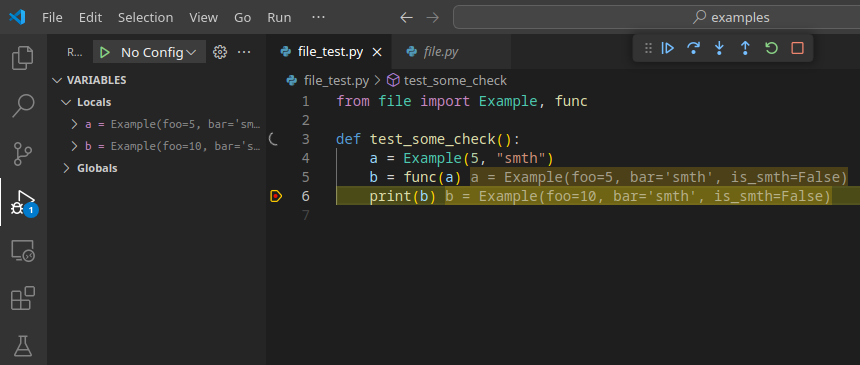 File Edit Selection View Go Run ··· examples
R... No Config ···
VARIABLES
Locals
a = Example(foo=5, bar='sm...
b = Example(foo=10, bar='s...
Globals
1
file_test.py file.py
file_test.py > test_some_check
1 from file import Example, func
2
3 def test_some_check():
4 a = Example(5, "smth")
5 b = func(a) a = Example(foo=5, bar='smth', is_smth=False)
6 print(b) b = Example(foo=10, bar='smth', is_smth=False)
7